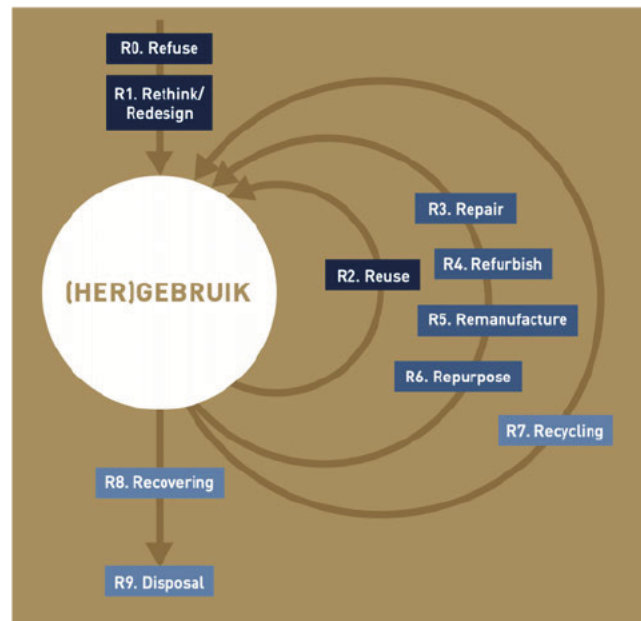 R0. Refuse
R1. Rethink/
Redesign
(HER)GEBRUIK
R2. Reuse
R3. Repair
R4. Refurbish
R5. Remanufacture
R6. Repurpose
R7. Recycling
R8. Recovering
R9. Disposal